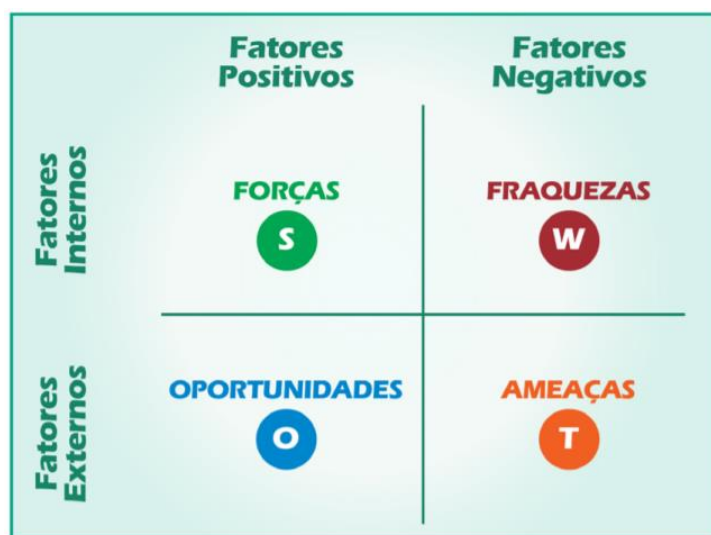 Fatores
Positivos
Fatores
Negativos
Fatores
Internos
FORÇAS
S
FRAQUEZAS
W
Fatores
Externos
OPORTUNIDADES
O
AMEAÇAS
T